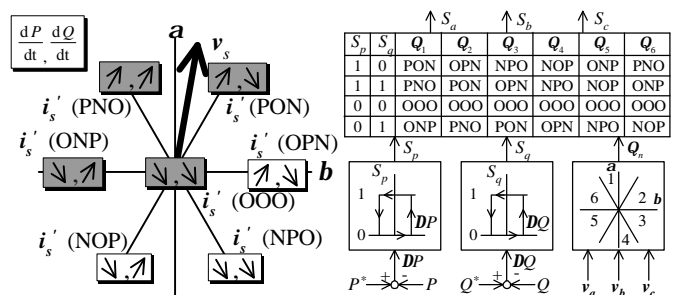 dP/dt , dQ/dt
a
v_s
i_s' (PNO)
i_s' (PON)
i_s' (ONP)
i_s' (OPN)
b
i_s' (OOO)
i_s' (NOP)
i_s' (NPO)
S_a S_b S_c
S_p S_q Q_1 Q_2 Q_3 Q_4 Q_5 Q_6
1 0 PON OPN NPO NOP ONP PNO
1 1 PNO PON OPN NPO NOP ONP
0 0 OOO OOO OOO OOO OOO OOO
0 1 ONP PNO PON OPN NPO NOP
S_p S_q Q_n
S_p 1 0 DP
S_q 1 0 DQ
a b 1 2 3 4 5 6
DP DQ
P* + - P
Q* + - Q
v_a v_b v_c